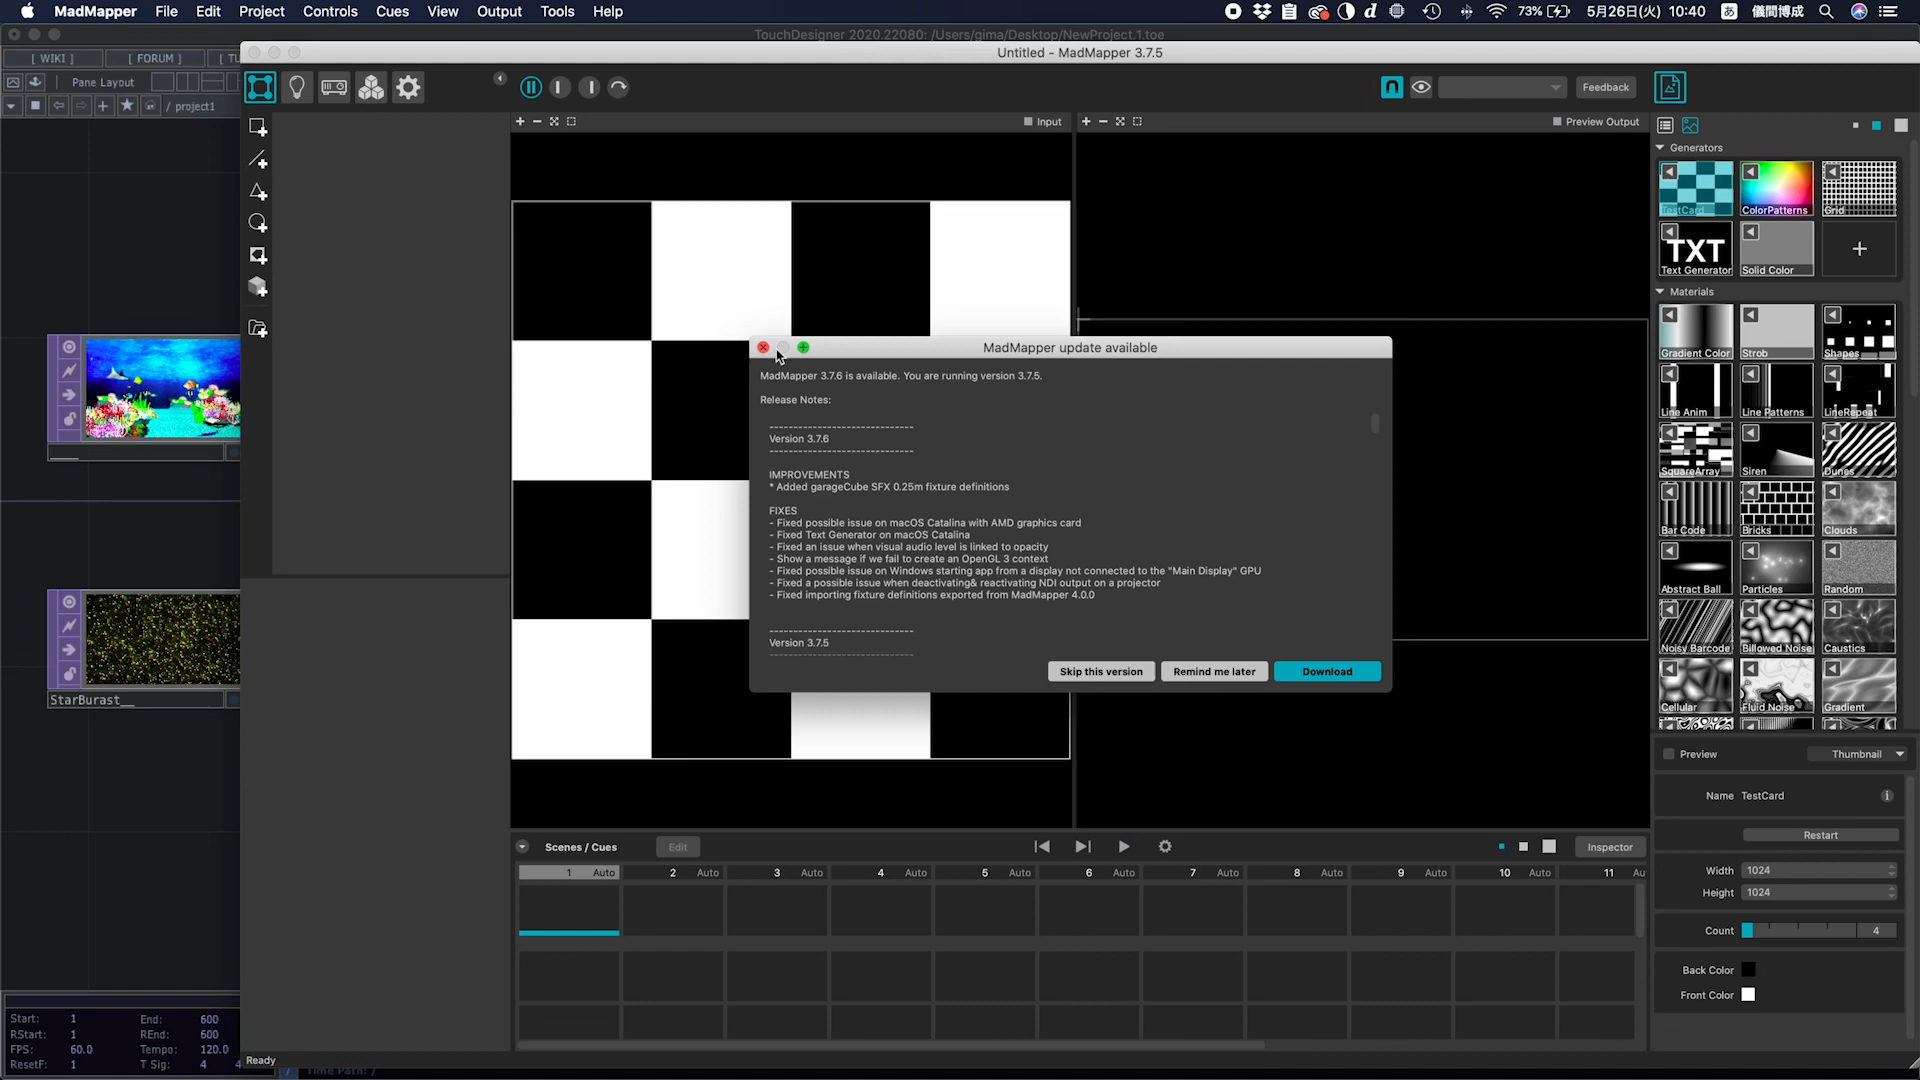 MadMapper File Edit Project Controls Cues View Output Tools Help
73% 5月26日(火) 10:40 あ 儀間博成
TouchDesigner 2020.22080: /Users/gima/Desktop/NewProject.1.toe
[ WIKI ] [ FORUM ] [ TU
Untitled - MadMapper 3.7.5
Pane Layout
/ project1
Feedback
Input
Preview Output
Generators
TestCard ColorPatterns Grid
TXT
Text Generator Solid Color
Materials
Gradient Color Strob Shapes
Line Anim Line Patterns LineRepeat
SquareArray Siren Dunes
Bar Code Bricks Clouds
Abstract Ball Particles Random
Noisy Barcode Billowed Noise Caustics
Cellular Fluid Noise Gradient
MadMapper update available
MadMapper 3.7.6 is available. You are running version 3.7.5.
Release Notes:
--------------------------------
Version 3.7.6
--------------------------------
IMPROVEMENTS
* Added garageCube SFX 0.25m fixture definitions
FIXES
- Fixed possible issue on macOS Catalina with AMD graphics card
- Fixed Text Generator on macOS Catalina
- Fixed an issue when visual audio level is linked to opacity
- Show a message if we fail to create an OpenGL 3 context
- Fixed possible issue on Windows starting app from a display not connected to the "Main Display" GPU
- Fixed a possible issue when deactivating& reactivating NDI output on a projector
- Fixed importing fixture definitions exported from MadMapper 4.0.0
--------------------------------
Version 3.7.5
--------------------------------
Skip this version Remind me later Download
StarBurast__
Preview Thumbnail
Name TestCard
Restart
Width 1024
Height 1024
Count 4
Back Color
Front Color
Scenes / Cues Edit Inspector
1 Auto 2 Auto 3 Auto 4 Auto 5 Auto 6 Auto 7 Auto 8 Auto 9 Auto 10 Auto 11 Au
Start: 1 End: 600
RStart: 1 REnd: 600
FPS: 60.0 Tempo: 120.0
ResetF: 1 T Sig: 4 4
Ready
Time Path: /